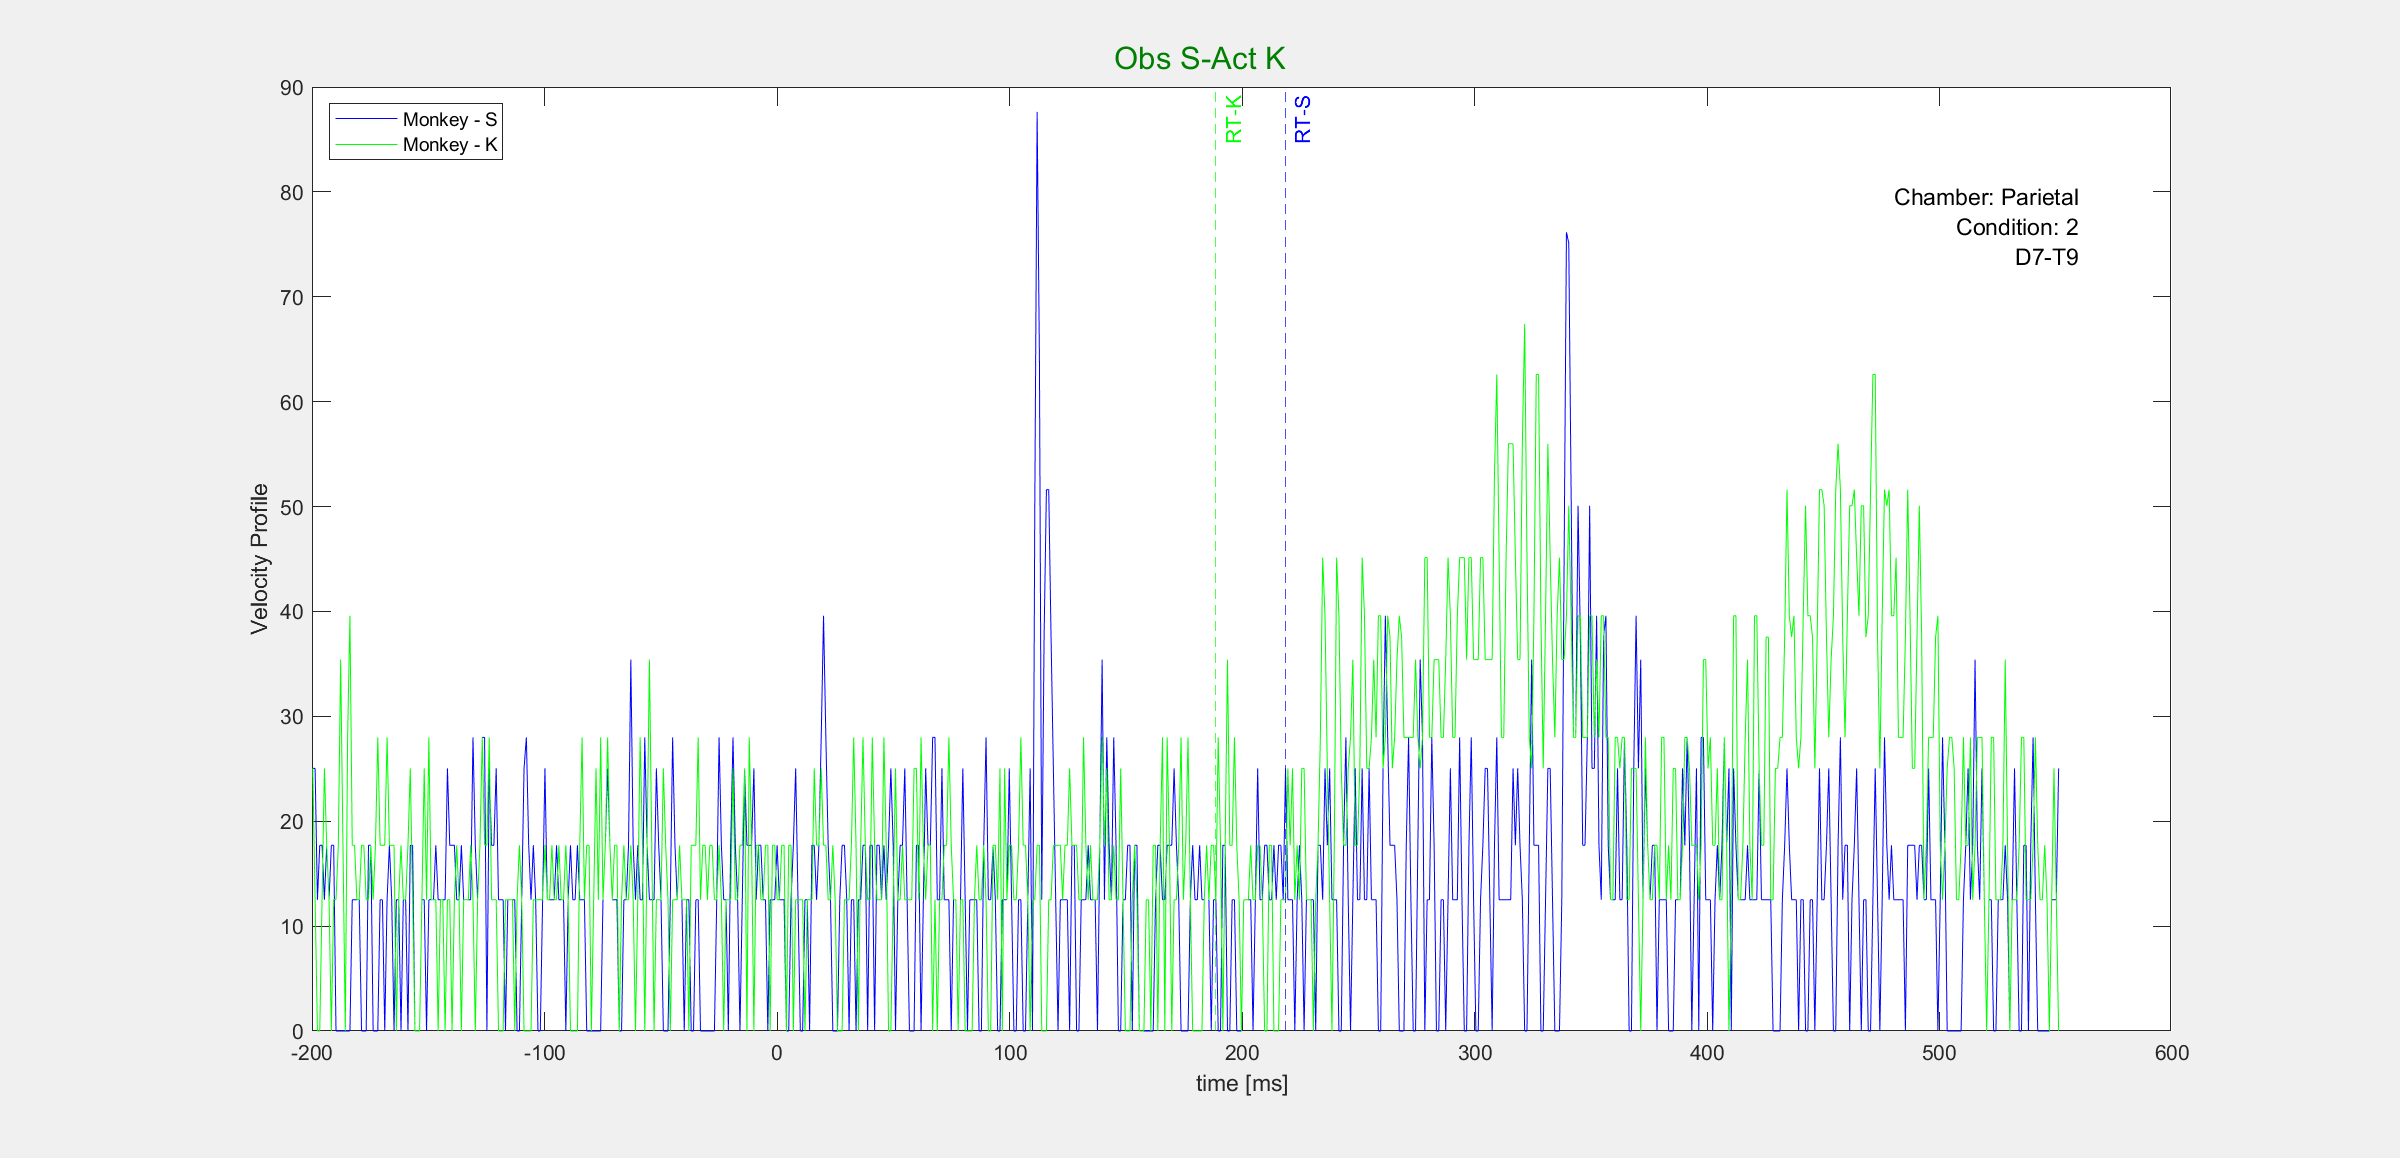 Obs S-Act K
Monkey - S
Monkey - K
RT-K
RT-S
Chamber: Parietal
Condition: 2
D7-T9
Velocity Profile
90
80
70
60
50
40
30
20
10
0
-200
-100
0
100
200
300
400
500
600
time [ms]